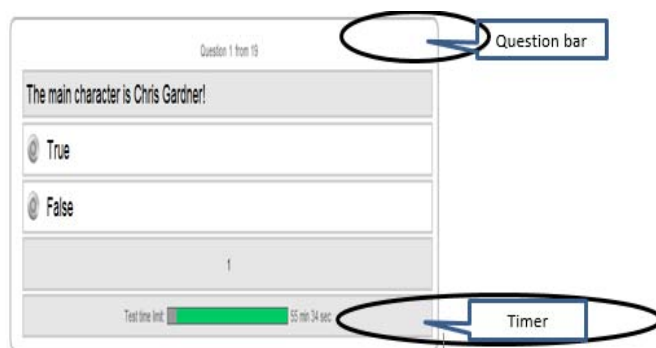 Question 1 from 19
Question bar
The main character is Chris Gardner!
True
False
1
Test time limit: 55 min 34 sec
Timer